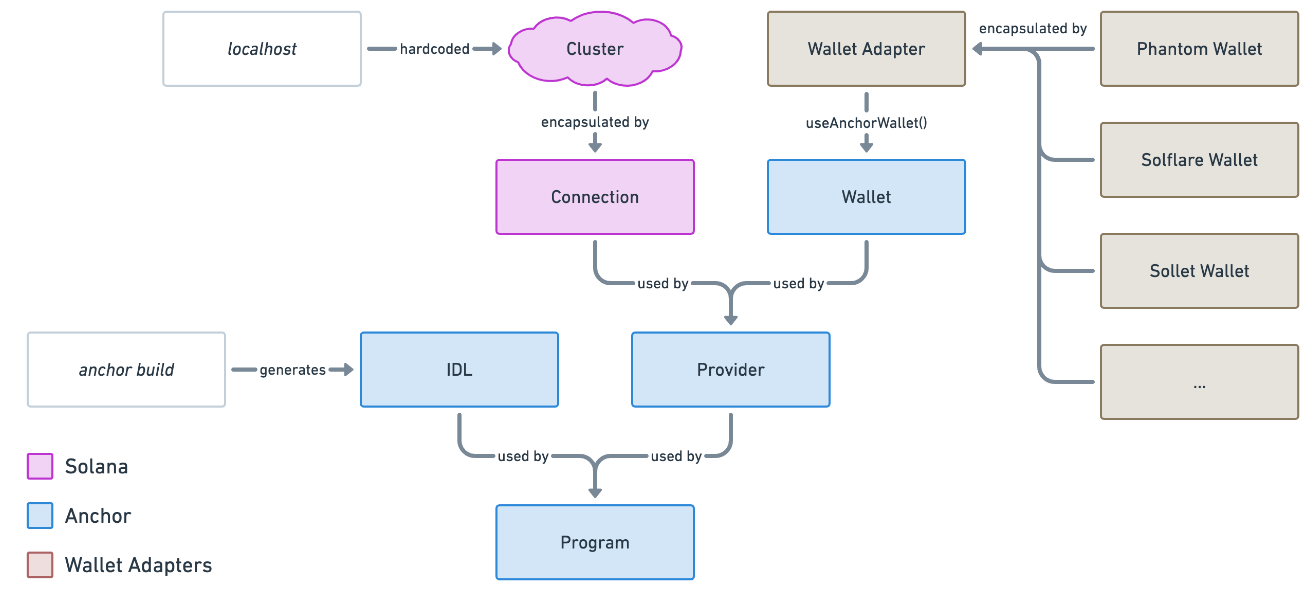 localhost
hardcoded
Cluster
Wallet Adapter
encapsulated by
Phantom Wallet
encapsulated by
useAnchorWallet()
Solflare Wallet
Connection
Wallet
Sollet Wallet
used by
used by
anchor build
generates
IDL
Provider
...
used by
used by
Solana
Anchor
Program
Wallet Adapters